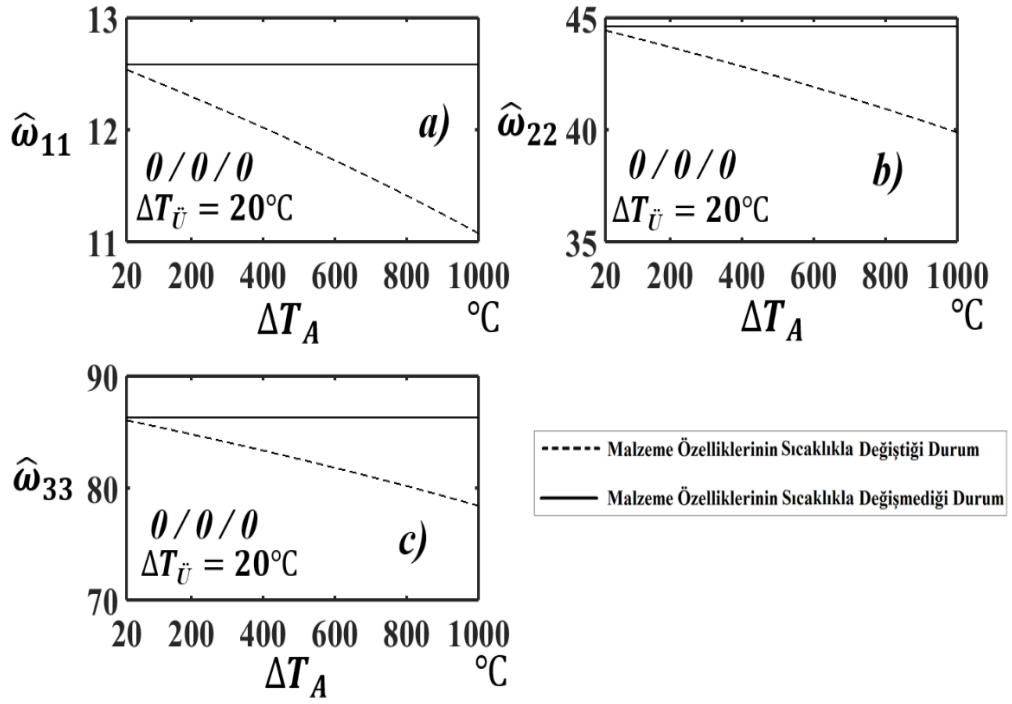 13
12
11
ω̂₁₁
a)
0/0/0
ΔT_Ü = 20°C
20 200 400 600 800 1000
ΔT_A
°C
45
40
35
ω̂₂₂
b)
0/0/0
ΔT_Ü = 20°C
20 200 400 600 800 1000
ΔT_A
°C
90
80
70
ω̂₃₃
c)
0/0/0
ΔT_Ü = 20°C
20 200 400 600 800 1000
ΔT_A
°C
Malzeme Özelliklerinin Sıcaklıkla Değiştiği Durum
Malzeme Özelliklerinin Sıcaklıkla Değişmediği Durum